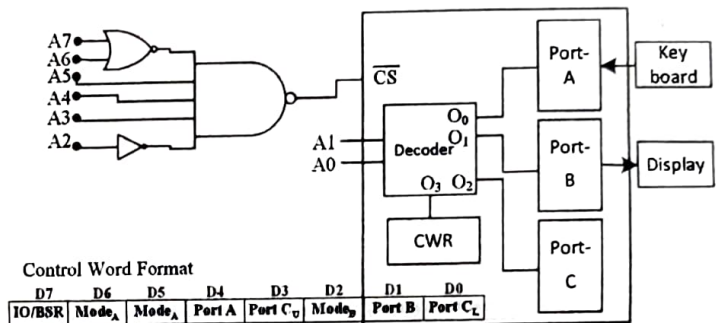 A7
A6
A5
A4
A3
A2
CS
A1
A0
Decoder
O0
O1
O3 O2
CWR
Port-
A
Port-
B
Port-
C
Key
board
Display
Control Word Format
D7 D6 D5 D4 D3 D2 D1 D0
IO/BSR ModeA ModeA Port A Port CU ModeB Port B Port CL